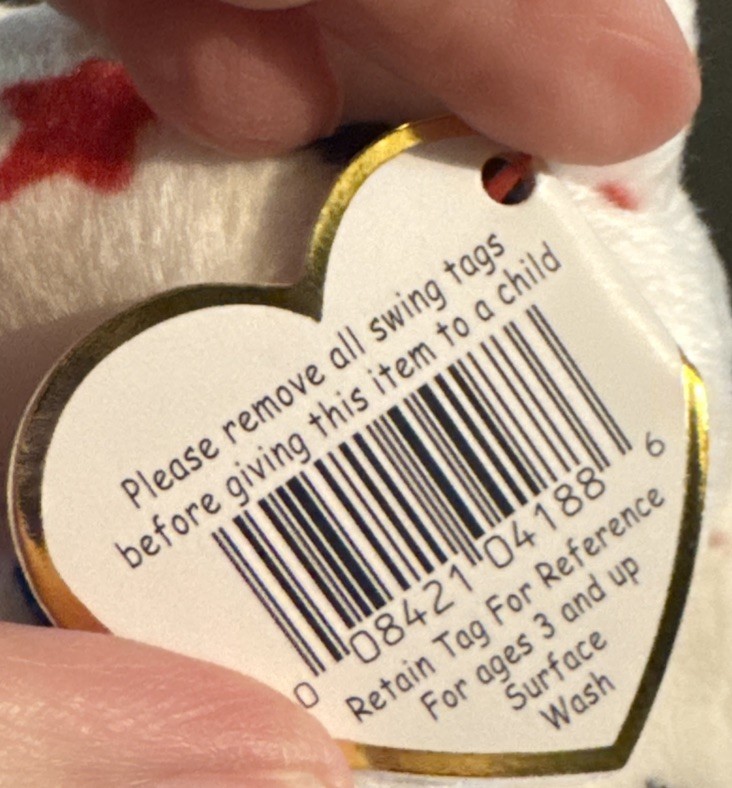 Please remove all swing tags
before giving this item to a child
0 08421 04188 6
Retain Tag For Reference
For ages 3 and up
Surface
Wash